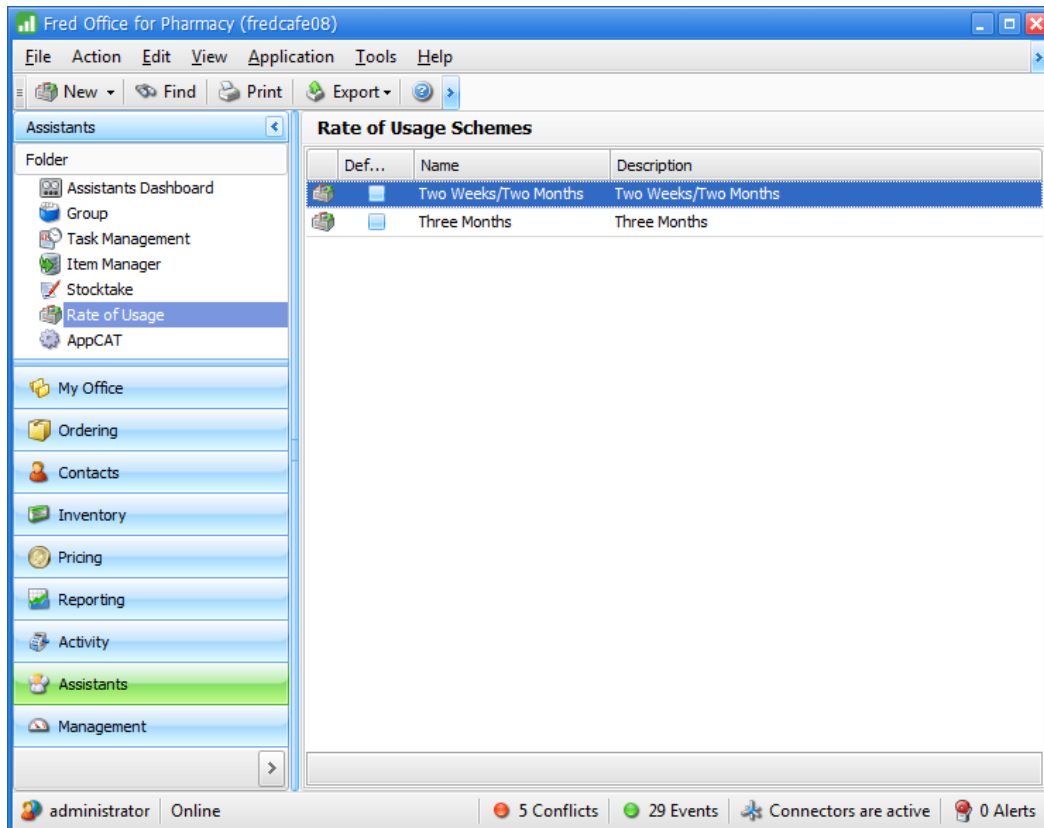 Fred Office for Pharmacy (fredcafe08)
File Action Edit View Application Tools Help
New Find Print Export
Assistants
Folder
Assistants Dashboard
Group
Task Management
Item Manager
Stocktake
Rate of Usage
AppCAT
My Office
Ordering
Contacts
Inventory
Pricing
Reporting
Activity
Assistants
Management
Rate of Usage Schemes
Def... Name Description
Two Weeks/Two Months Two Weeks/Two Months
Three Months Three Months
administrator Online 5 Conflicts 29 Events Connectors are active 0 Alerts